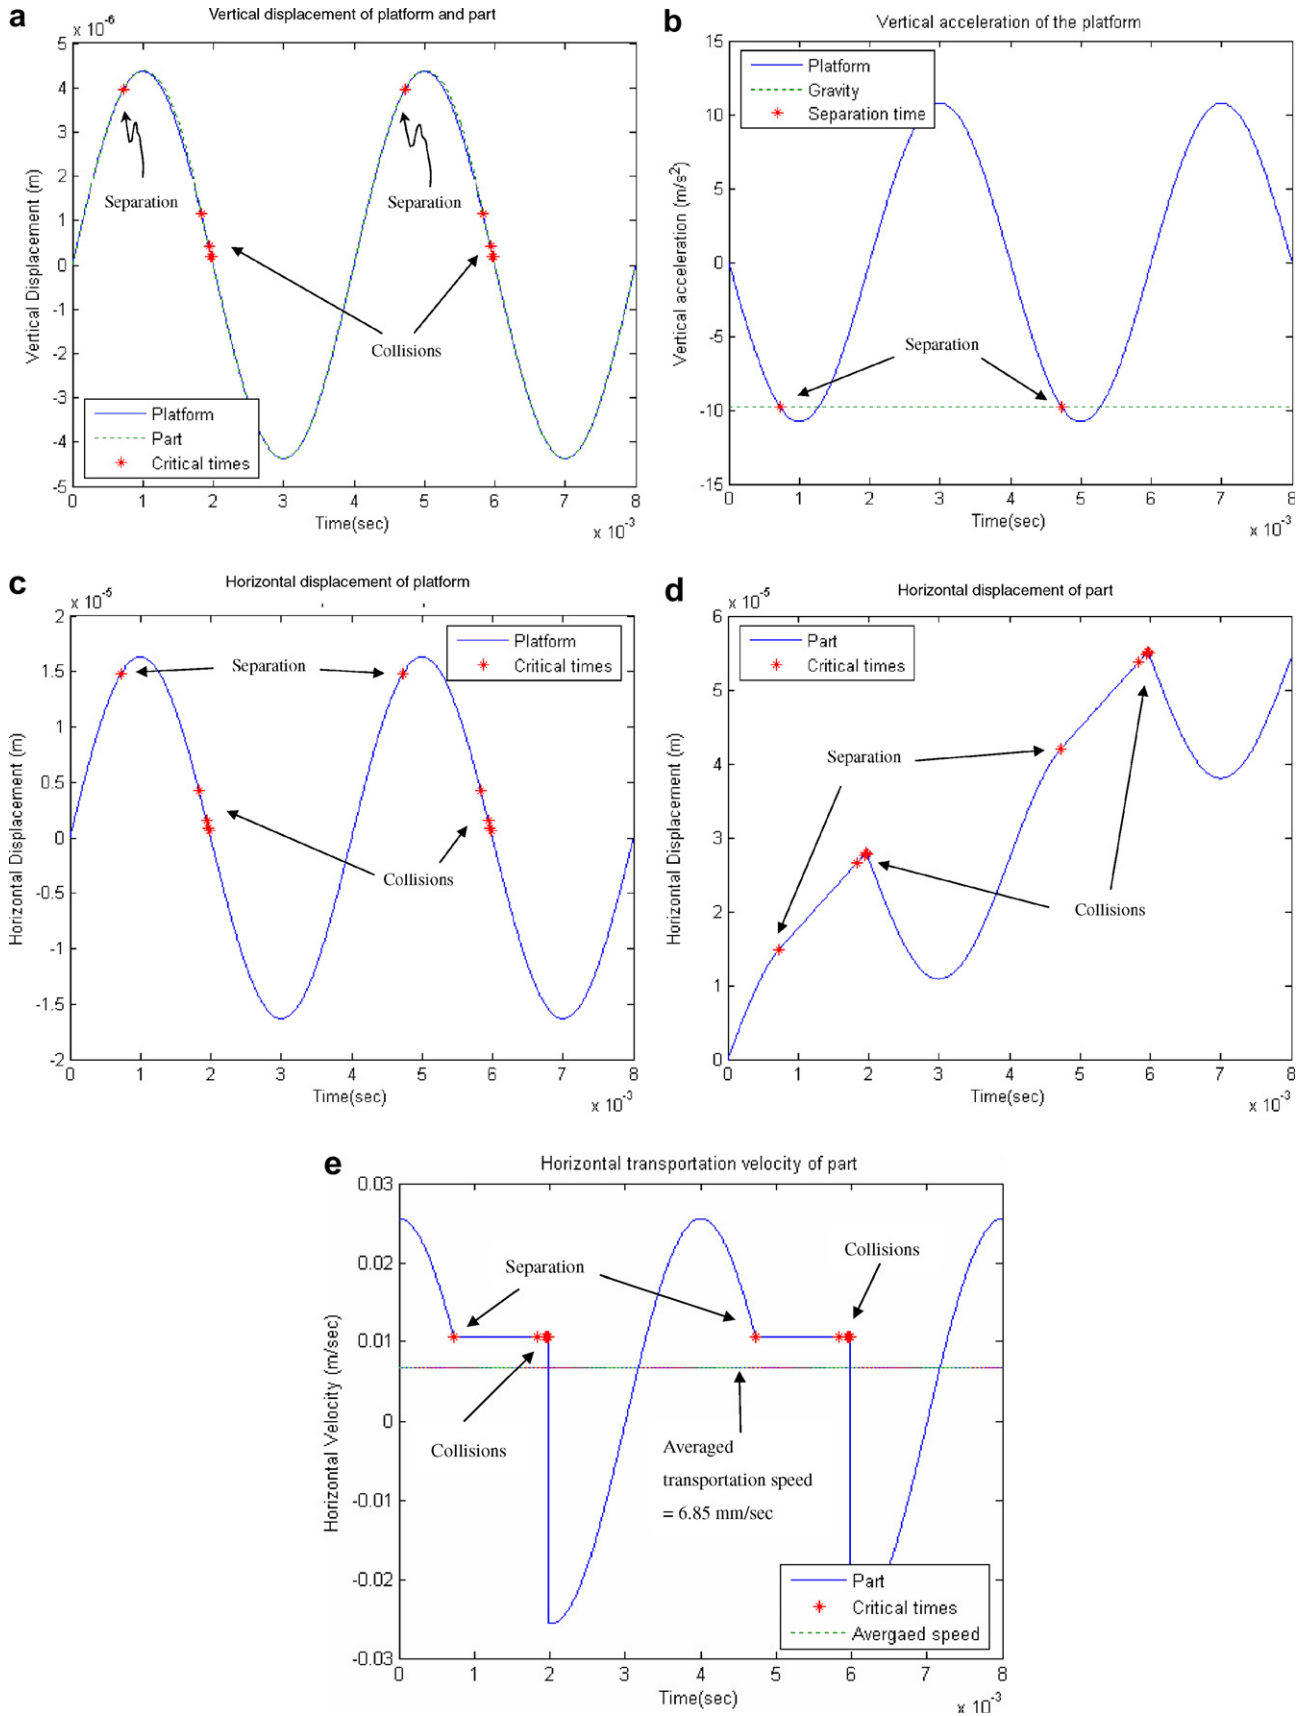 a
Vertical displacement of platform and part
x 10-6
5
4
3
2
1
0
-1
-2
-3
-4
-5
Vertical Displacement (m)
Separation
Separation
Collisions
Platform
Part
Critical times
0 1 2 3 4 5 6 7 8
Time(sec)
x 10-3
b
Vertical acceleration of the platform
15
10
5
0
-5
-10
-15
Vertical acceleration (m/s2)
Platform
Gravity
Separation time
Separation
0 1 2 3 4 5 6 7 8
Time(sec)
x 10-3
c
Horizontal displacement of platform
x 10-5
2
1.5
1
0.5
0
-0.5
-1
-1.5
-2
Horizontal Displacement (m)
Platform
Critical times
Separation
Collisions
0 1 2 3 4 5 6 7 8
Time(sec)
x 10-3
d
Horizontal displacement of part
x 10-5
6
5
4
3
2
1
0
Horizontal Displacement (m)
Part
Critical times
Separation
Collisions
0 1 2 3 4 5 6 7 8
Time(sec)
x 10-3
e
Horizontal transportation velocity of part
0.03
0.02
0.01
0
-0.01
-0.02
-0.03
Horizontal Velocity (m/sec)
Separation
Collisions
Collisions
Averaged
transportation speed
= 6.85 mm/sec
Part
Critical times
Avergaed speed
0 1 2 3 4 5 6 7 8
Time(sec)
x 10-3